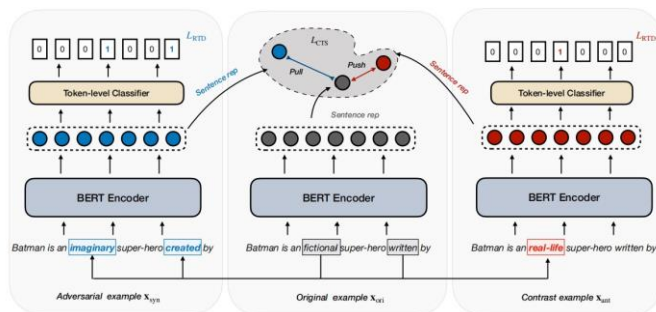 L_RTD
0 0 0 1 0 0 1
Token-level Classifier
BERT Encoder
Batman is an imaginary super-hero created by
Adversarial example x_syn
Sentence rep
L_CTS
Pull
Push
Sentence rep
BERT Encoder
Batman is an fictional super-hero written by
Original example x_ori
Sentence rep
L_RTD
0 0 0 1 0 0 0
Token-level Classifier
BERT Encoder
Batman is an real-life super-hero written by
Contrast example x_ant